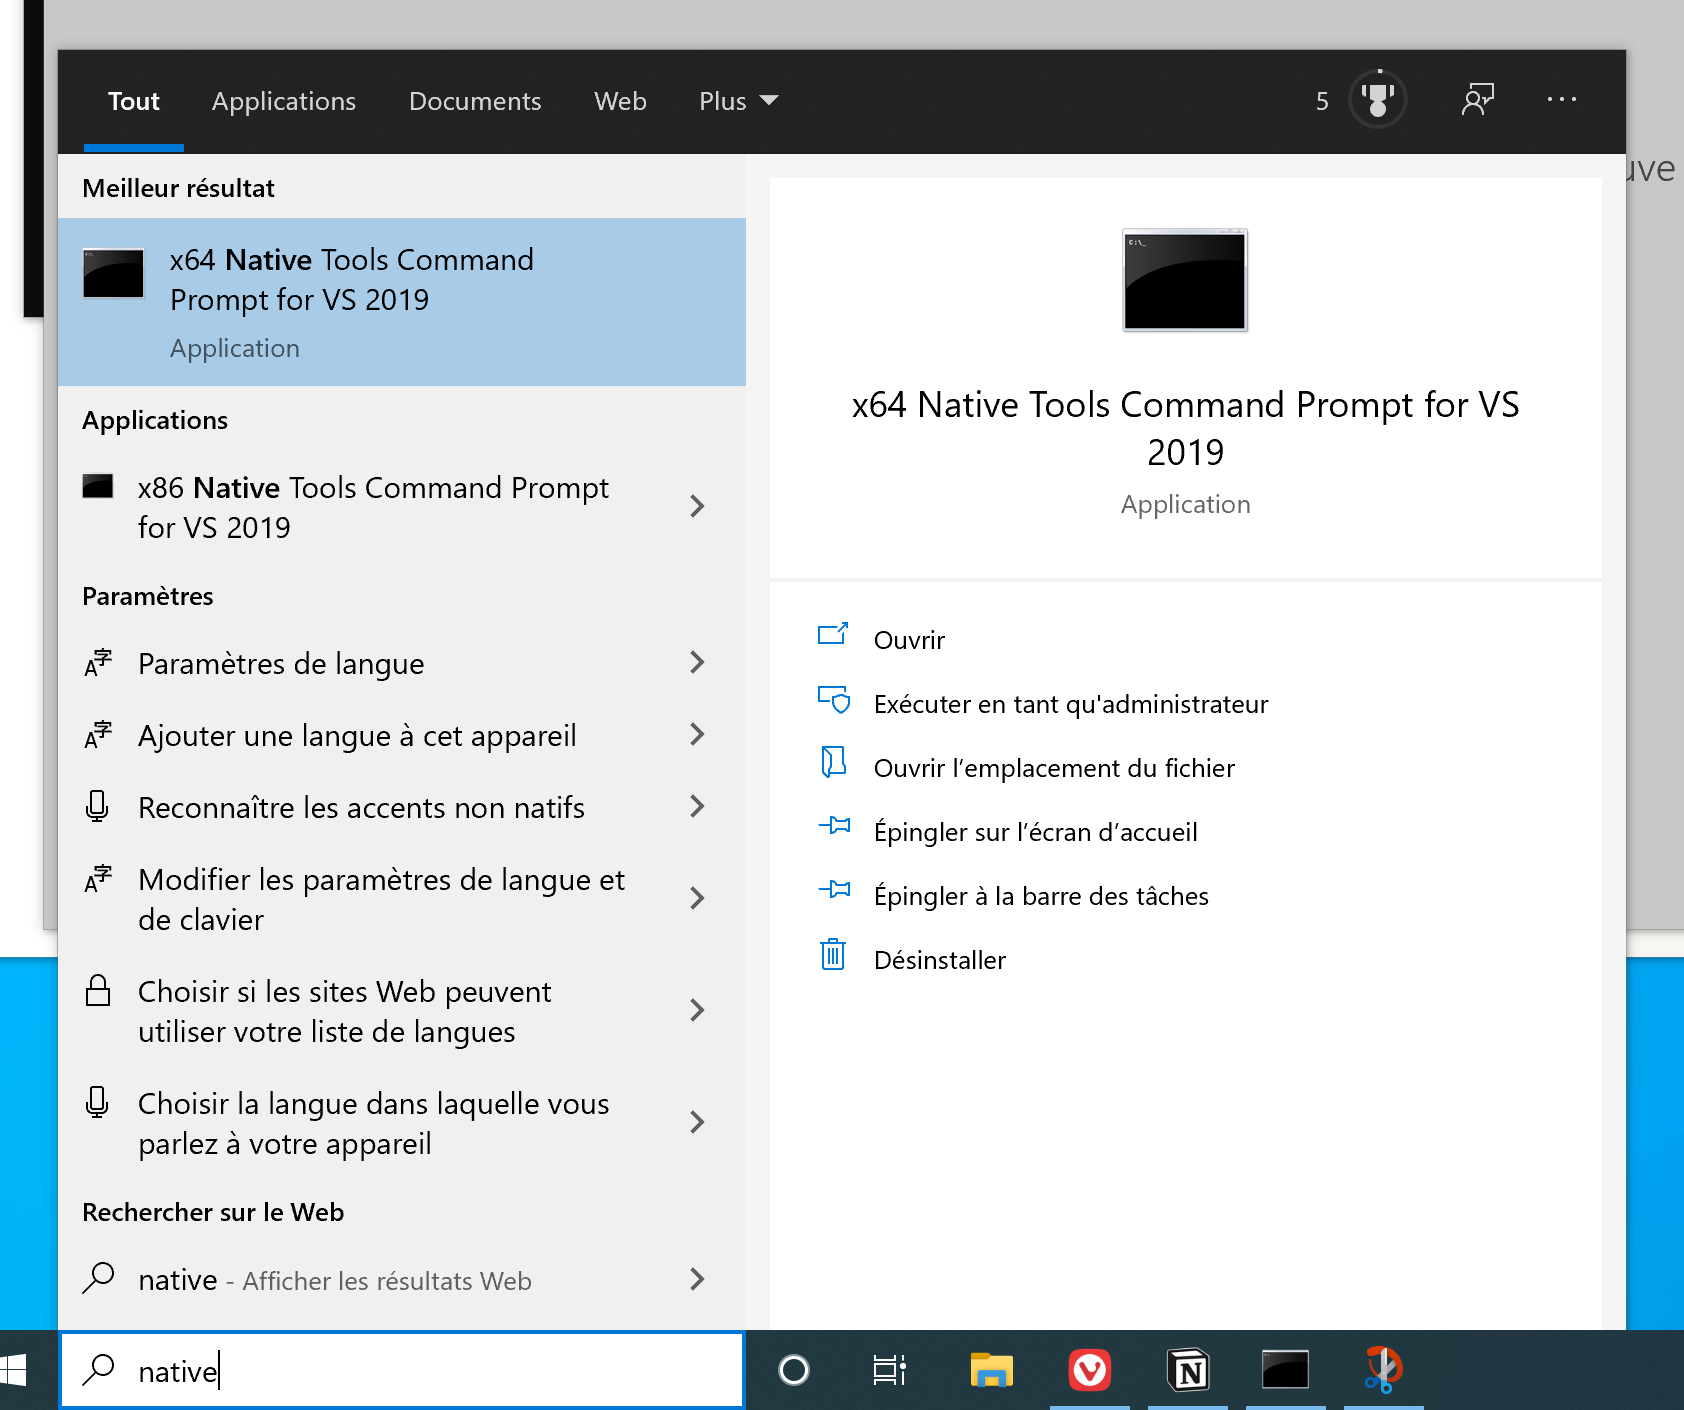 Tout Applications Documents Web Plus 5
uve
Meilleur résultat
x64 Native Tools Command
Prompt for VS 2019
Application
Applications
x86 Native Tools Command Prompt
for VS 2019
Paramètres
Paramètres de langue
Ajouter une langue à cet appareil
Reconnaître les accents non natifs
Modifier les paramètres de langue et
de clavier
Choisir si les sites Web peuvent
utiliser votre liste de langues
Choisir la langue dans laquelle vous
parlez à votre appareil
Rechercher sur le Web
native - Afficher les résultats Web
native
C:\_
x64 Native Tools Command Prompt for VS
2019
Application
Ouvrir
Exécuter en tant qu'administrateur
Ouvrir l’emplacement du fichier
Épingler sur l’écran d’accueil
Épingler à la barre des tâches
Désinstaller